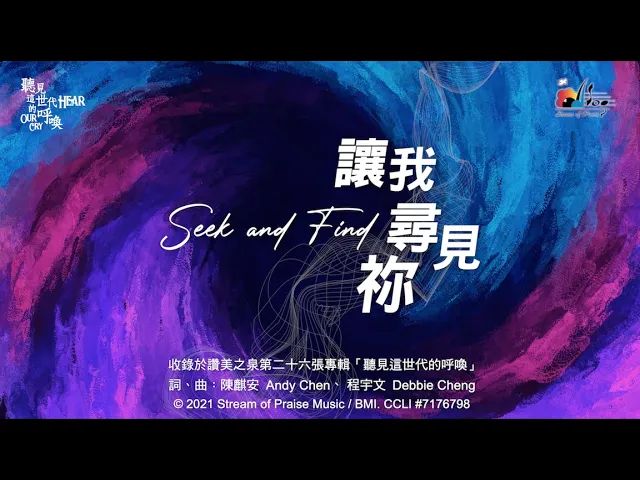 聽見
這世代 HEAR
的呼喚
OUR
CRY
Stream of Praise
讓我
尋見
祢
Seek and Find
收錄於讚美之泉第二十六張專輯「聽見這世代的呼喚」
詞、曲：陳麒安 Andy Chen、 程宇文 Debbie Cheng
© 2021 Stream of Praise Music / BMI. CCLI #7176798